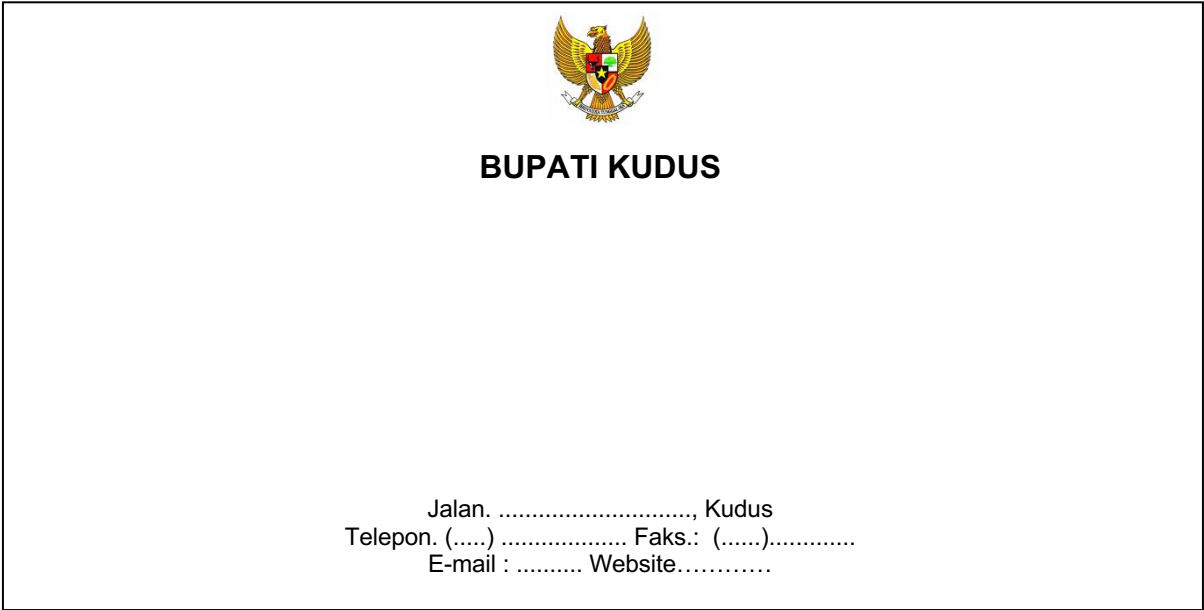 BUPATI KUDUS
Jalan. ............................., Kudus
Telepon. (.....) ................... Faks.:  (......).............
E-mail : .......... Website…………